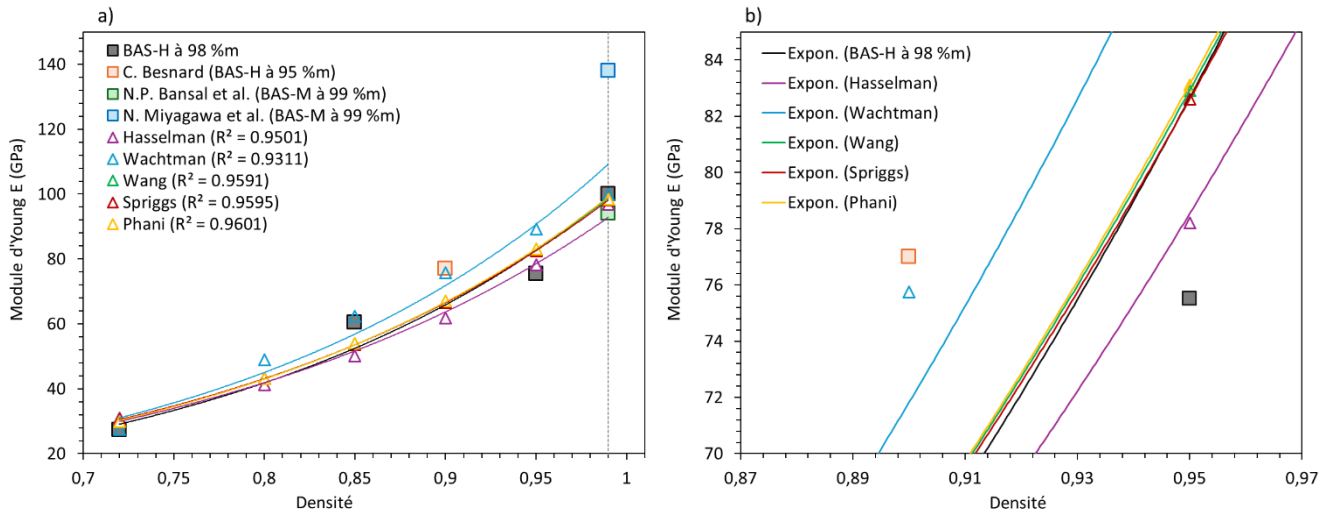 a)
BAS-H à 98 %m
C. Besnard (BAS-H à 95 %m)
N.P. Bansal et al. (BAS-M à 99 %m)
N. Miyagawa et al. (BAS-M à 99 %m)
Hasselman (R² = 0.9501)
Wachtman (R² = 0.9311)
Wang (R² = 0.9591)
Spriggs (R² = 0.9595)
Phani (R² = 0.9601)
Module d'Young E (GPa)
140
120
100
80
60
40
20
0,7
0,75
0,8
0,85
0,9
0,95
1
Densité
b)
Expon. (BAS-H à 98 %m)
Expon. (Hasselman)
Expon. (Wachtman)
Expon. (Wang)
Expon. (Spriggs)
Expon. (Phani)
Module d'Young E (GPa)
84
82
80
78
76
74
72
70
0,87
0,89
0,91
0,93
0,95
0,97
Densité